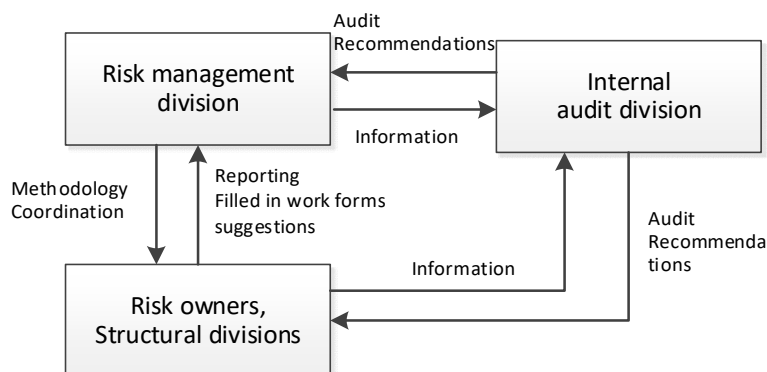 Audit
Recommendations
Risk management
division
Internal
audit division
Information
Methodology
Coordination
Reporting
Filled in work forms
suggestions
Audit
Recommenda
tions
Information
Risk owners,
Structural divisions